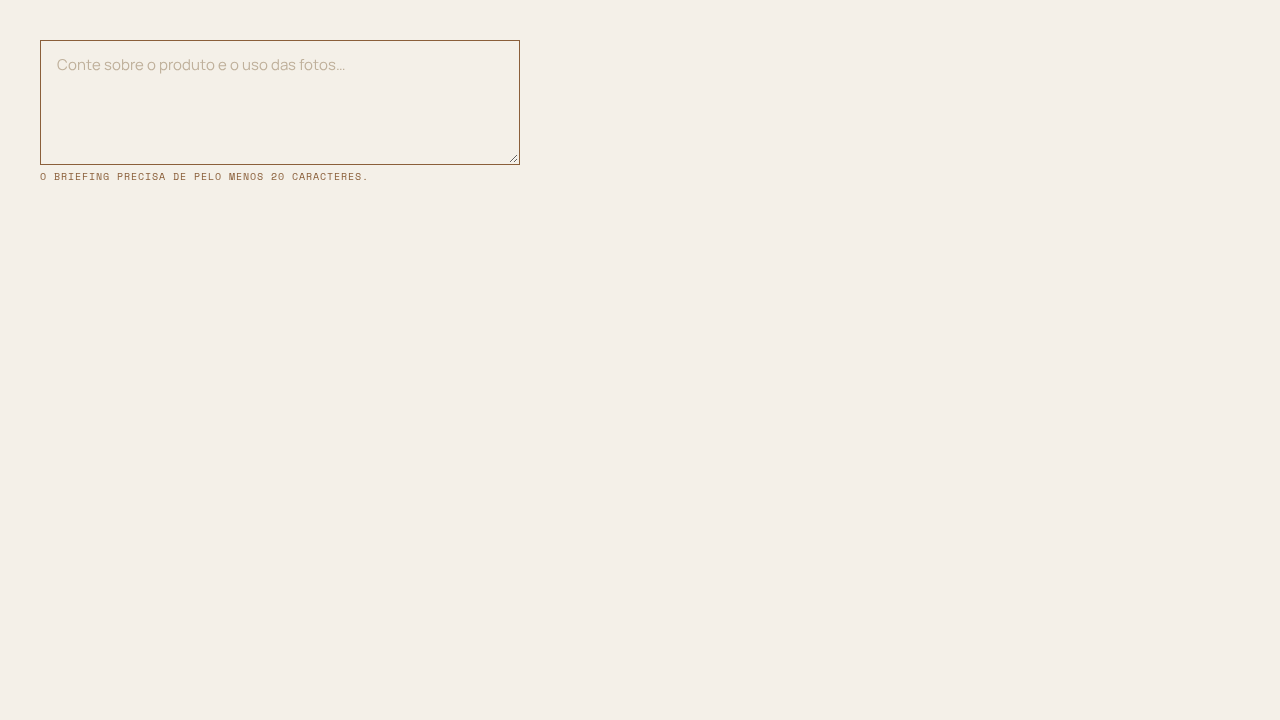 Conte sobre o produto e o uso das fotos…
O BRIEFING PRECISA DE PELO MENOS 20 CARACTERES.